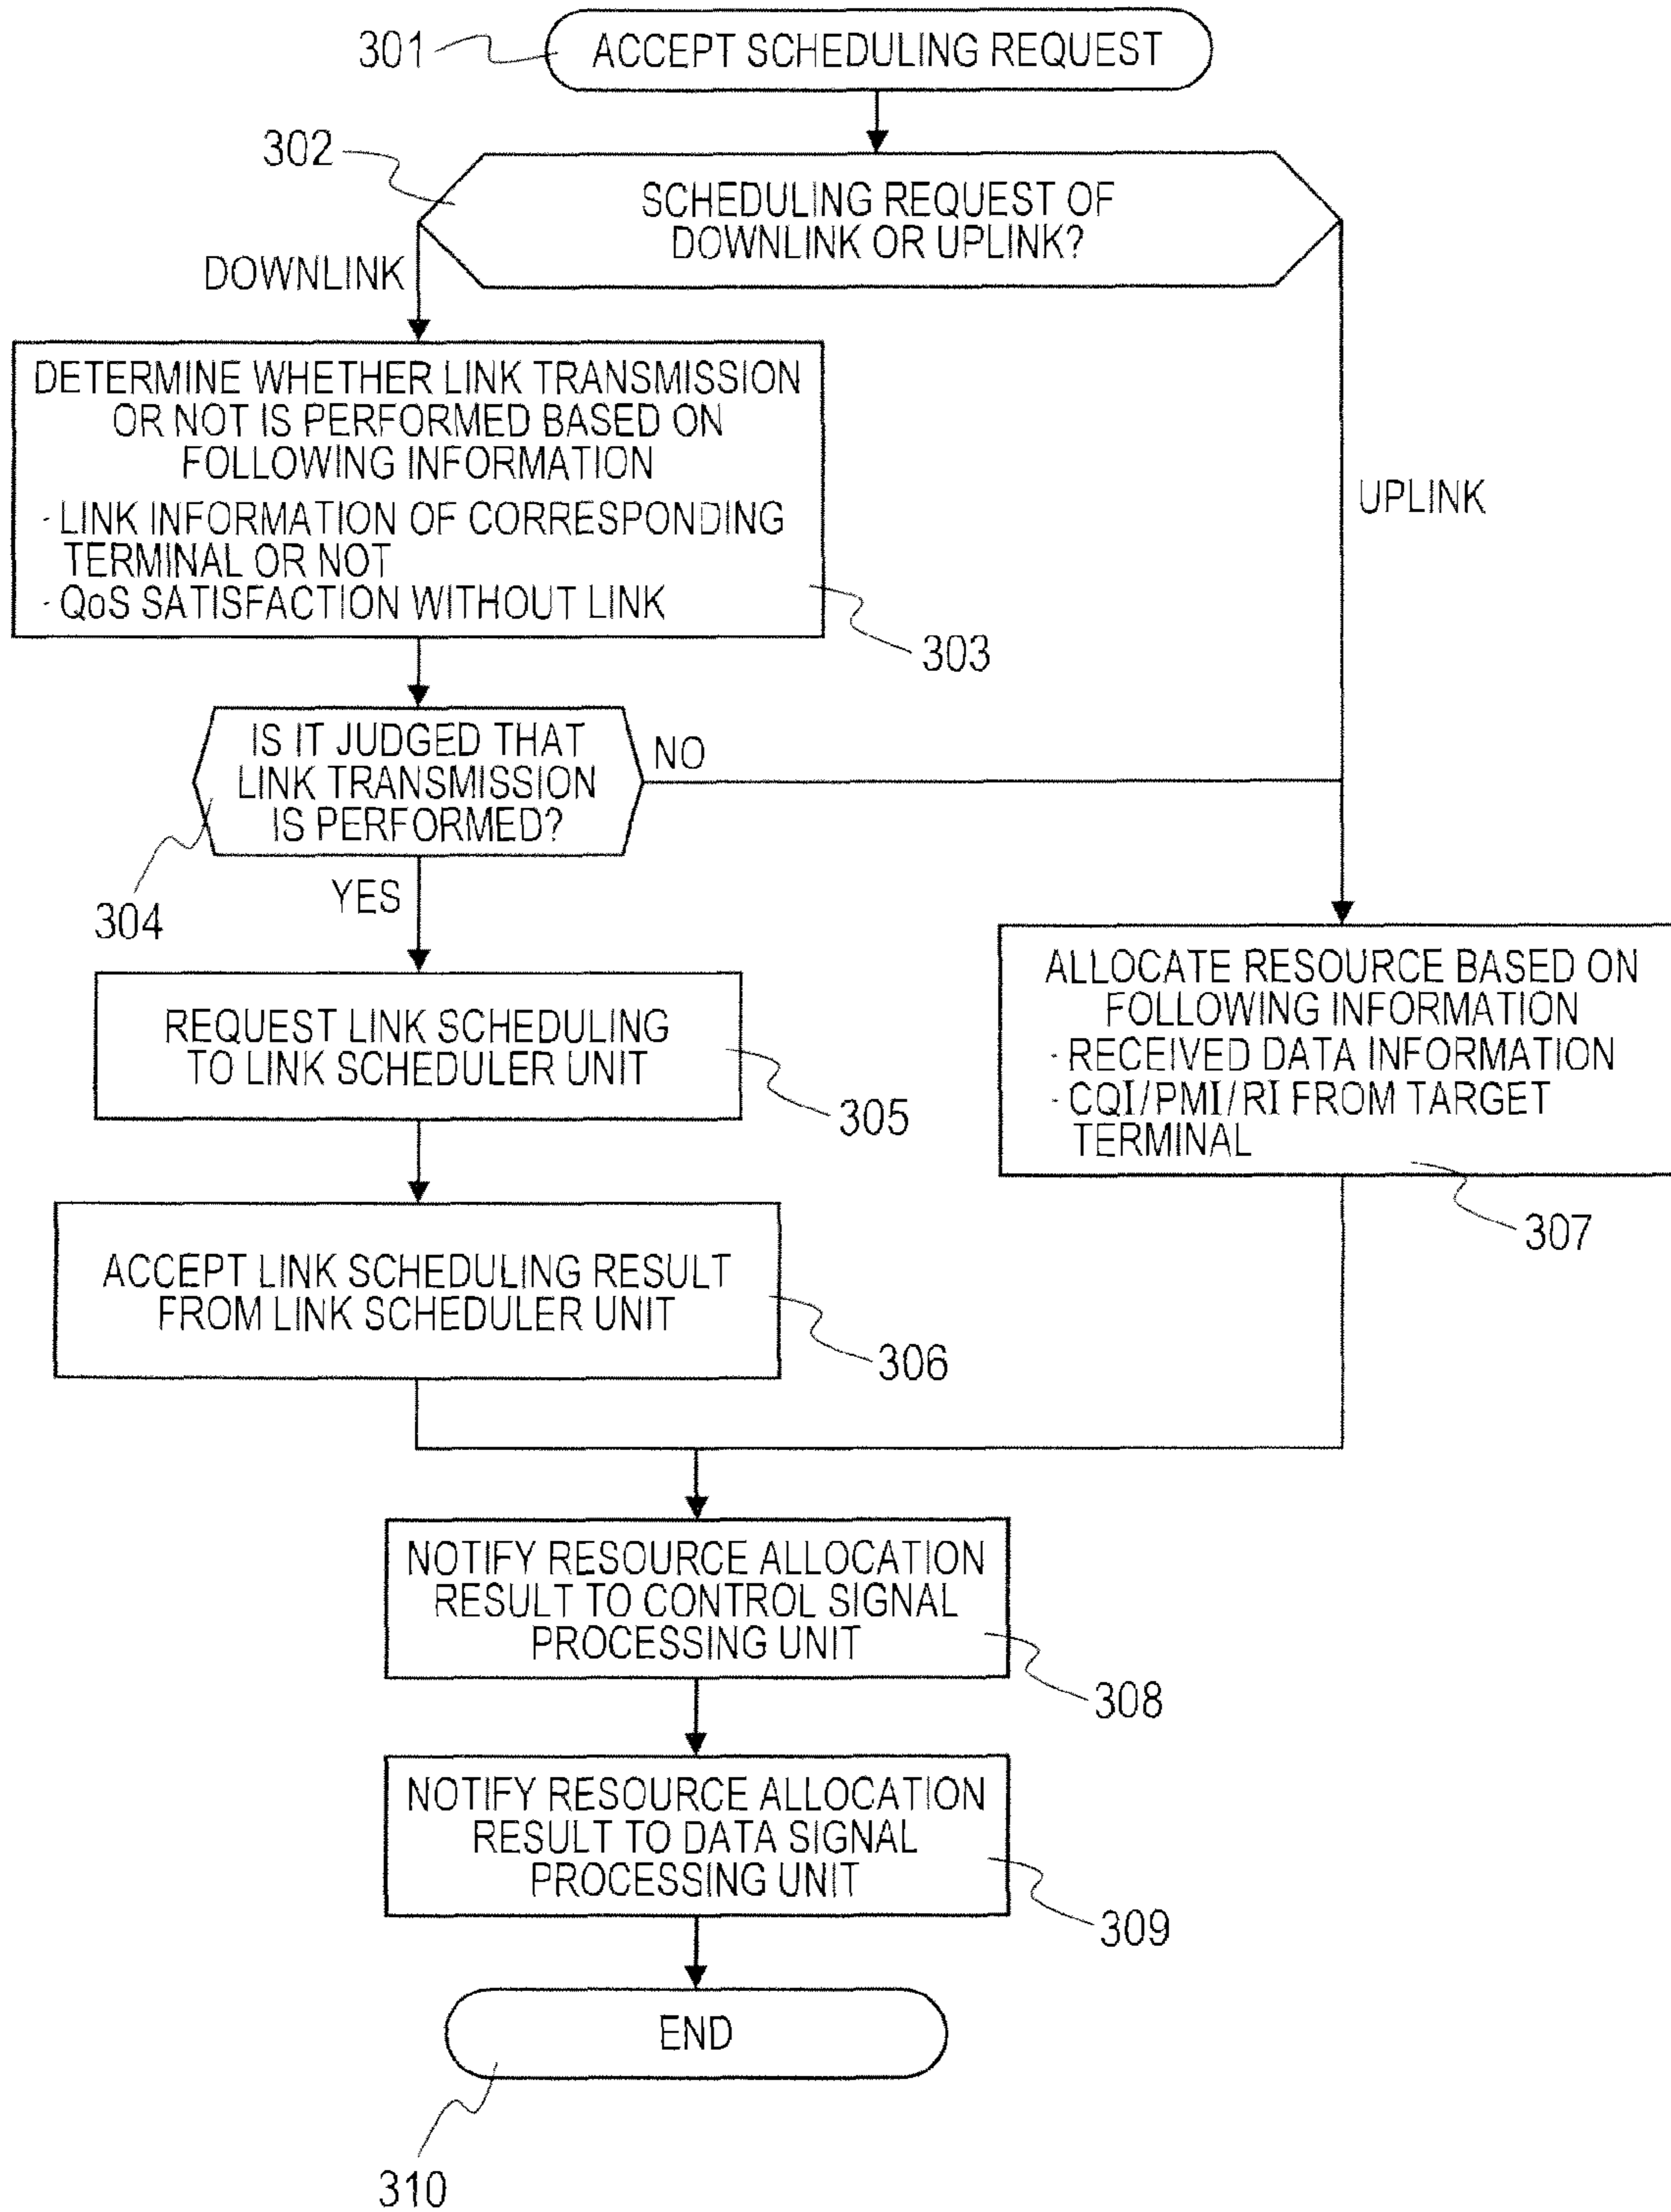 301
ACCEPT SCHEDULING REQUEST
302
SCHEDULING REQUEST OF
DOWNLINK OR UPLINK?
DOWNLINK
DETERMINE WHETHER LINK TRANSMISSION
OR NOT IS PERFORMED BASED ON
FOLLOWING INFORMATION
- LINK INFORMATION OF CORRESPONDING
TERMINAL OR NOT
- QoS SATISFACTION WITHOUT LINK
303
UPLINK
IS IT JUDGED THAT
LINK TRANSMISSION
IS PERFORMED?
NO
304
YES
REQUEST LINK SCHEDULING
TO LINK SCHEDULER UNIT
305
ALLOCATE RESOURCE BASED ON
FOLLOWING INFORMATION
- RECEIVED DATA INFORMATION
- CQI/PMI/RI FROM TARGET
TERMINAL
307
ACCEPT LINK SCHEDULING RESULT
FROM LINK SCHEDULER UNIT
306
NOTIFY RESOURCE ALLOCATION
RESULT TO CONTROL SIGNAL
PROCESSING UNIT
308
NOTIFY RESOURCE ALLOCATION
RESULT TO DATA SIGNAL
PROCESSING UNIT
309
END
310